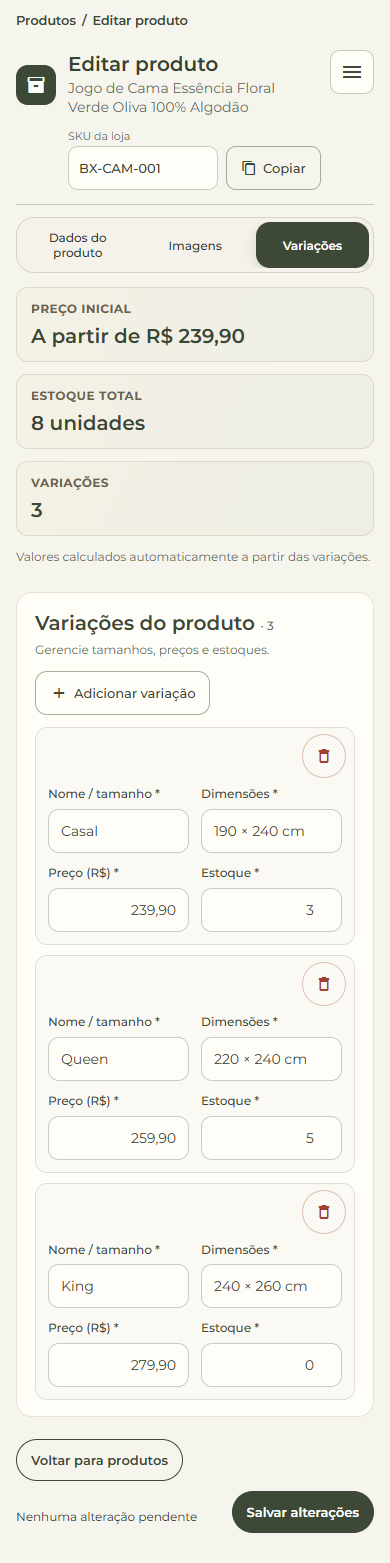 Produtos / Editar produto
Editar produto
Jogo de Cama Essência Floral
Verde Oliva 100% Algodão
SKU da loja
BX-CAM-001
Copiar
Dados do
produto
Imagens
Variações
PREÇO INICIAL
A partir de R$ 239,90
ESTOQUE TOTAL
8 unidades
VARIAÇÕES
3
Valores calculados automaticamente a partir das variações.
Variações do produto · 3
Gerencie tamanhos, preços e estoques.
+ Adicionar variação
Nome / tamanho * Dimensões *
Casal 190 × 240 cm
Preço (R$) * Estoque *
239,90 3
Nome / tamanho * Dimensões *
Queen 220 × 240 cm
Preço (R$) * Estoque *
259,90 5
Nome / tamanho * Dimensões *
King 240 × 260 cm
Preço (R$) * Estoque *
279,90 0
Voltar para produtos
Nenhuma alteração pendente
Salvar alterações